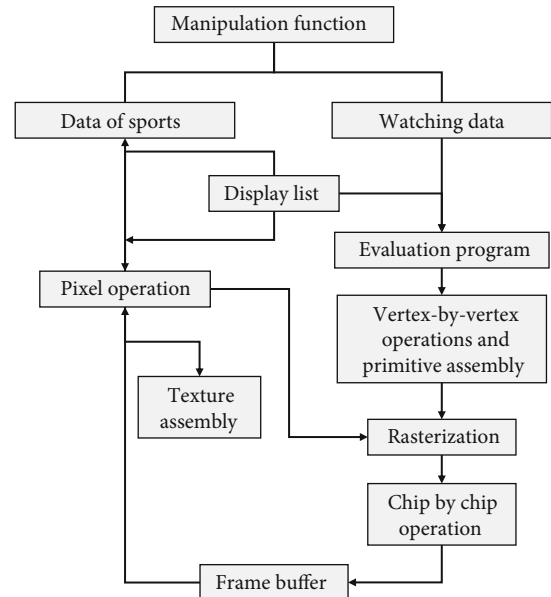 Manipulation function
Data of sports
Watching data
Display list
Evaluation program
Pixel operation
Vertex-by-vertex
operations and
primitive assembly
Texture
assembly
Rasterization
Chip by chip
operation
Frame buffer